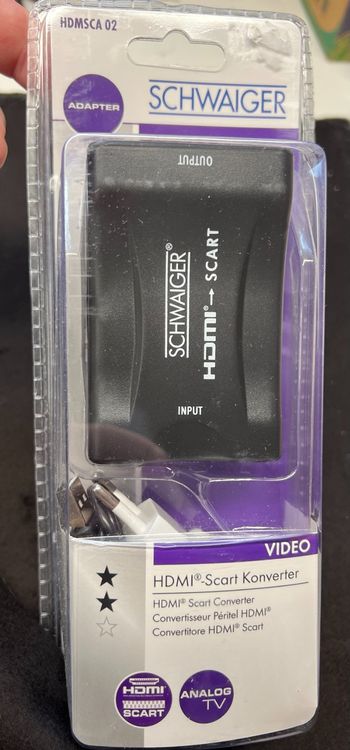 HDMSCA 02
ADAPTER
SCHWAIGER
OUTPUT
SCHWAIGER®
HDMI® → SCART
INPUT
VIDEO
HDMI®-Scart Konverter
HDMI® Scart Converter
Convertisseur Péritel HDMI®
Convertitore HDMI® Scart
HDMI
SCART
ANALOG
TV